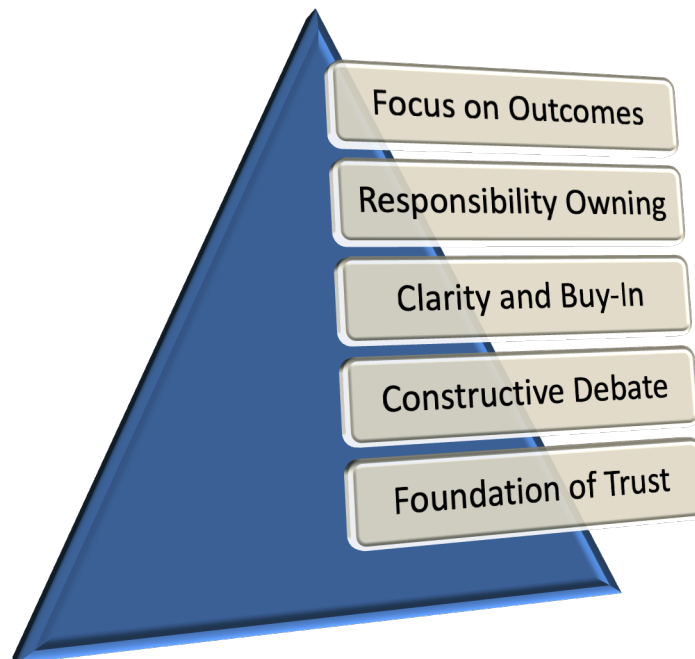 Focus on Outcomes
Responsibility Owning
Clarity and Buy-In
Constructive Debate
Foundation of Trust